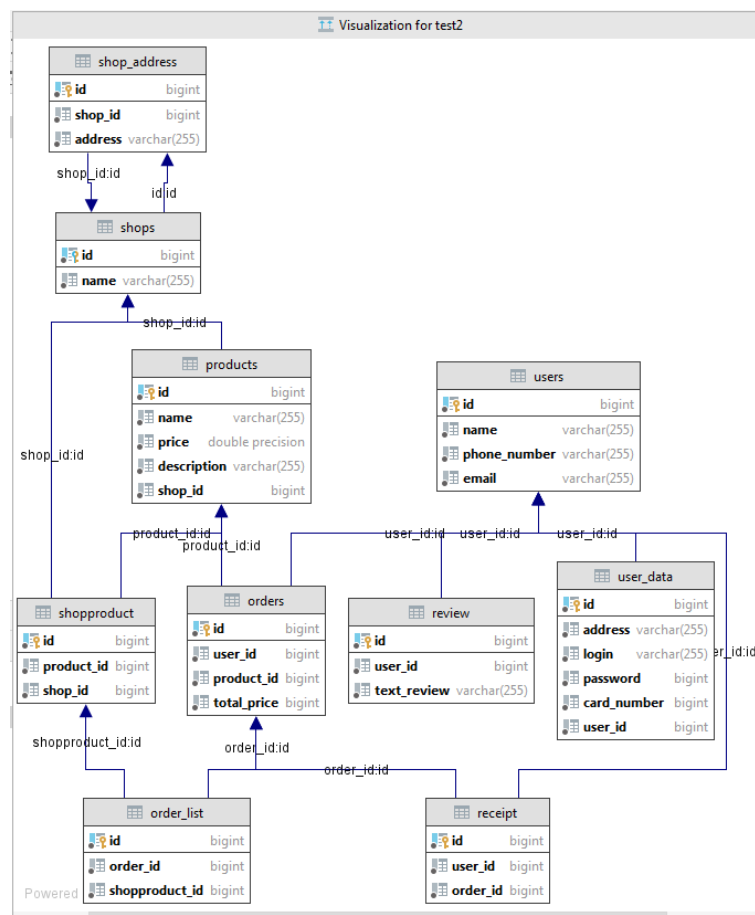 Visualization for test2
shop_address
id bigint
shop_id bigint
address varchar(255)
shop_id:id
id:id
shops
id bigint
name varchar(255)
shop_id:id
products
id bigint
name varchar(255)
price double precision
description varchar(255)
shop_id bigint
users
id bigint
name varchar(255)
phone_number varchar(255)
email varchar(255)
shop_id:id
product_id:id
product_id:id
user_id:id
user_id:id
user_id:id
shopproduct
id bigint
product_id bigint
shop_id bigint
orders
id bigint
user_id bigint
product_id bigint
total_price bigint
review
id bigint
user_id bigint
text_review varchar(255)
user_data
id bigint
address varchar(255)
login varchar(255)
password bigint
card_number bigint
user_id bigint
er_id:id
shopproduct_id:id
order_id:id
order_id:id
order_list
id bigint
order_id bigint
shopproduct_id bigint
receipt
id bigint
user_id bigint
order_id bigint
Powered